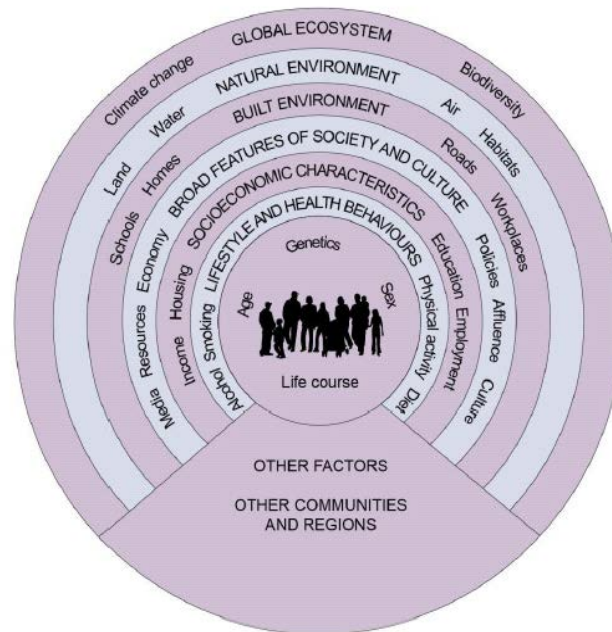 GLOBAL ECOSYSTEM
Climate change
Biodiversity
NATURAL ENVIRONMENT
Land
Water
Air
Habitats
BUILT ENVIRONMENT
Schools
Homes
Roads
Workplaces
BROAD FEATURES OF SOCIETY AND CULTURE
Media
Resources
Economy
Policies
Affluence
Culture
SOCIOECONOMIC CHARACTERISTICS
Income
Housing
Education
Employment
LIFESTYLE AND HEALTH BEHAVIOURS
Alcohol
Smoking
Physical activity
Diet
Genetics
Age
Sex
Life course
OTHER FACTORS
OTHER COMMUNITIES
AND REGIONS